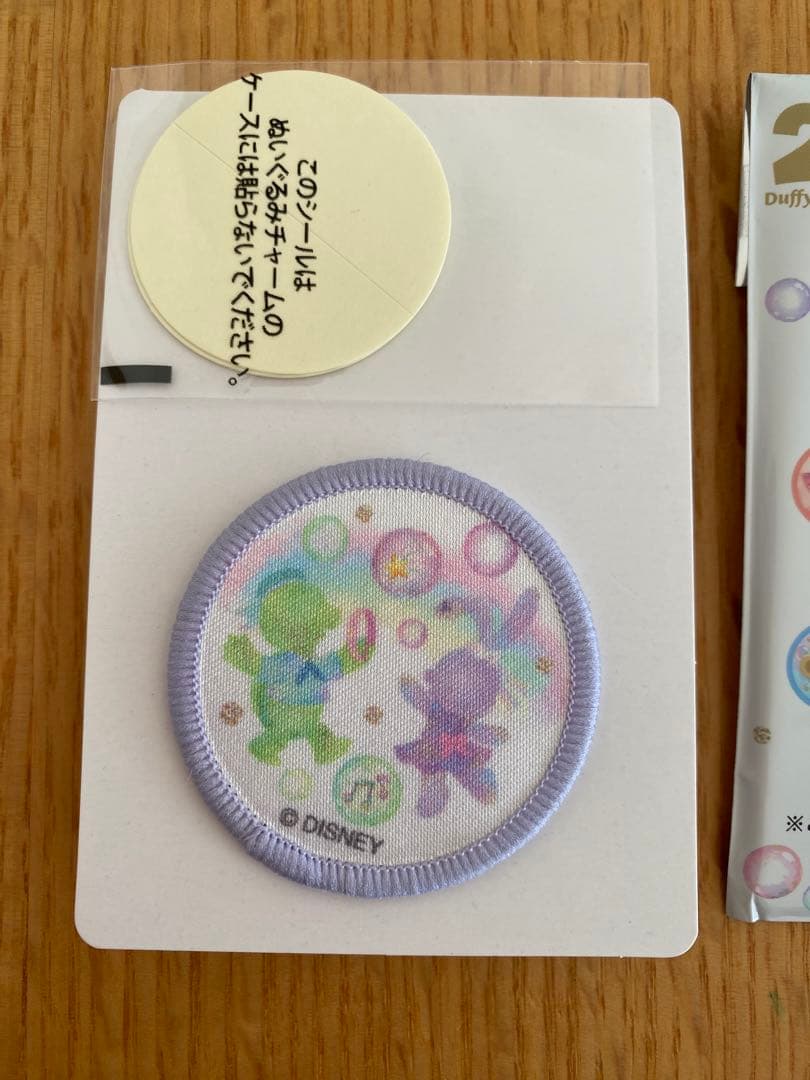 このシールは
ぬいぐるみチャームの
ケースには貼らないでください。
© DISNEY
2
Duffy
※